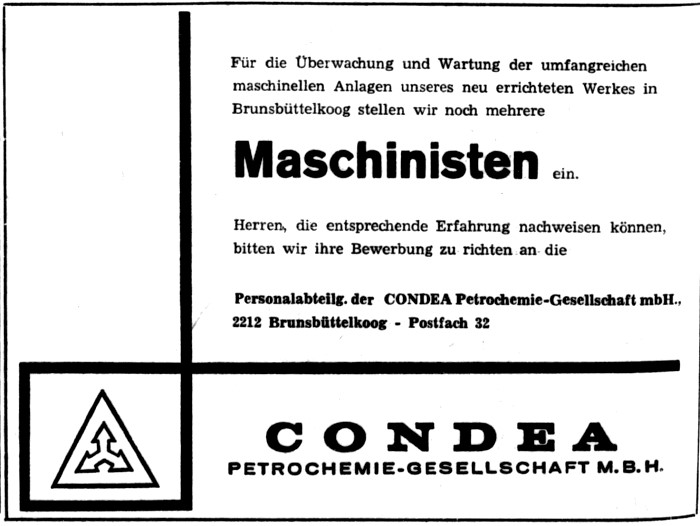 Für die Überwachung und Wartung der umfangreichen
maschinellen Anlagen unseres neu errichteten Werkes in
Brunsbüttelkoog stellen wir noch mehrere
Maschinisten ein.
Herren, die entsprechende Erfahrung nachweisen können,
bitten wir ihre Bewerbung zu richten an die
Personalabteilg. der CONDEA Petrochemie-Gesellschaft mbH.,
2212 Brunsbüttelkoog - Postfach 32
CONDEA
PETROCHEMIE-GESELLSCHAFT M.B.H.